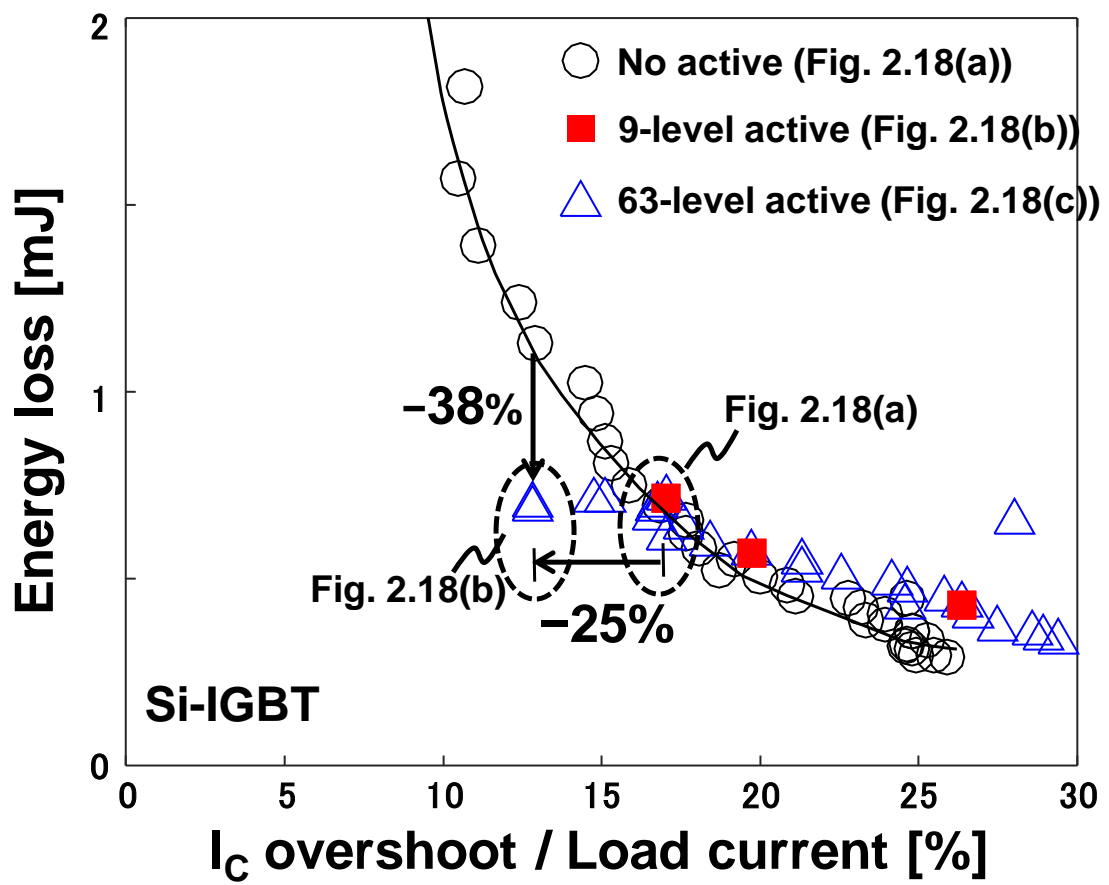 2
No active (Fig. 2.18(a))
9-level active (Fig. 2.18(b))
63-level active (Fig. 2.18(c))
Energy loss [mJ]
1
−38%
Fig. 2.18(a)
Fig. 2.18(b)
−25%
Si-IGBT
0
0 5 10 15 20 25 30
IC overshoot / Load current [%]